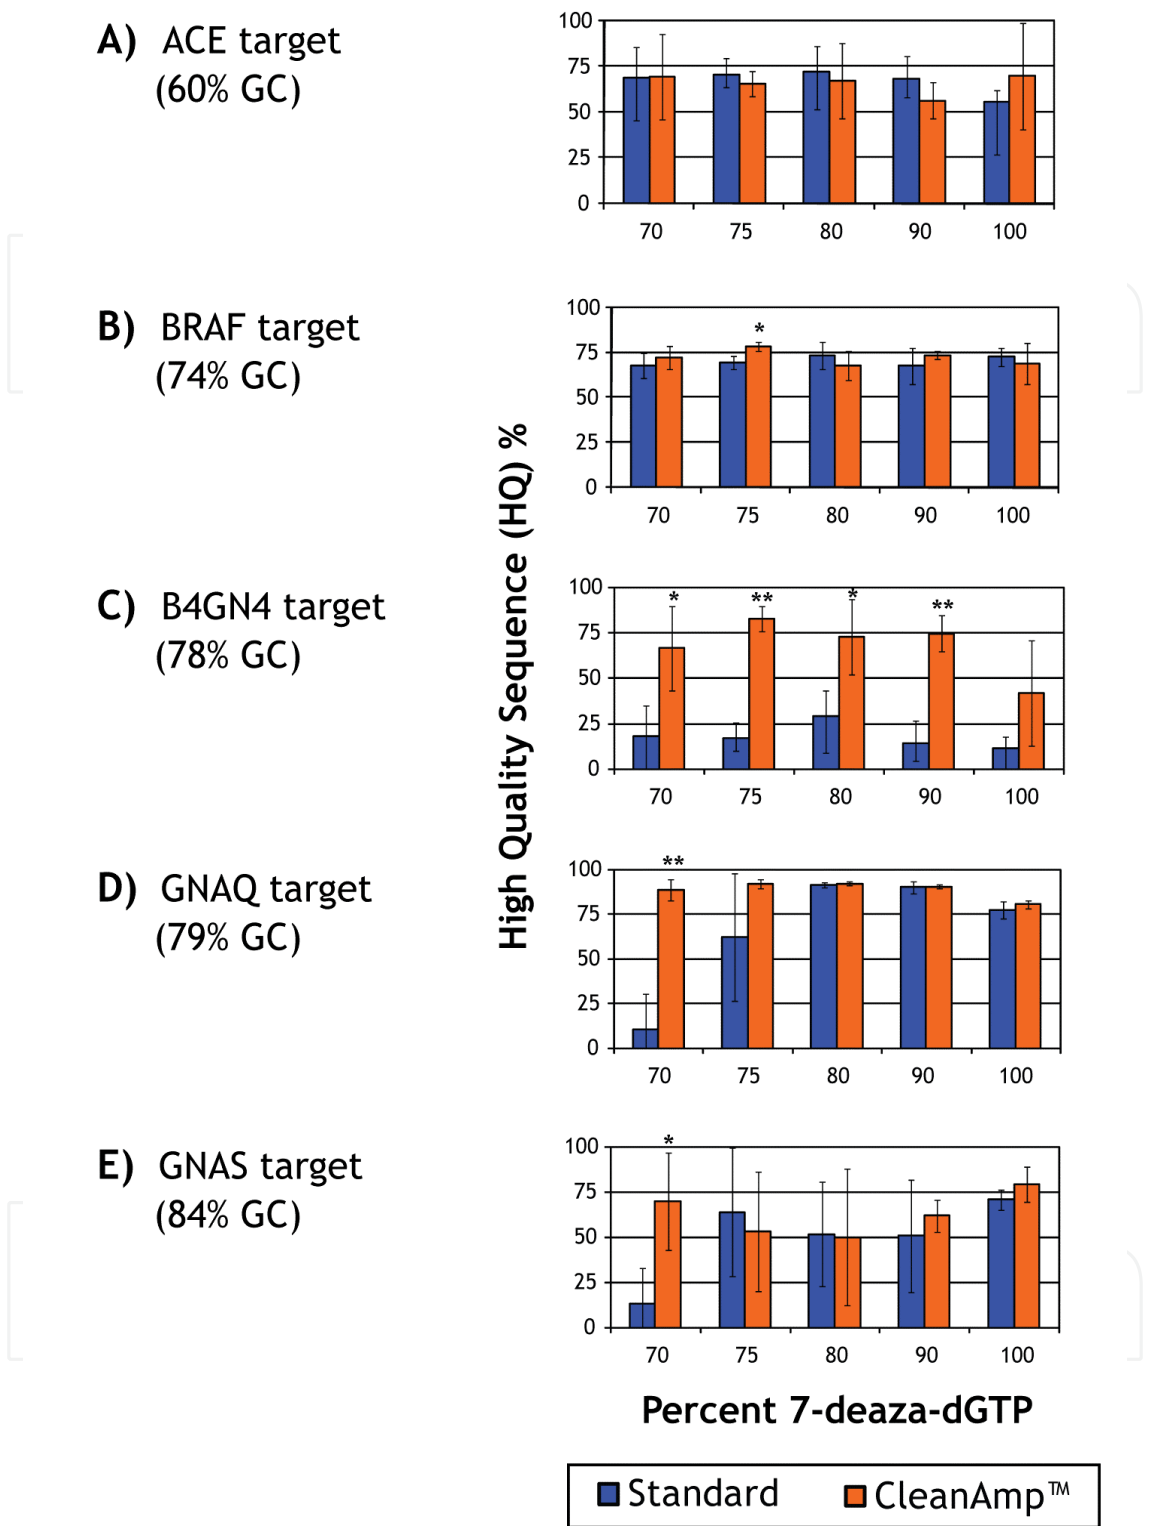 A) ACE target
(60% GC)
100
75
50
25
0
70 75 80 90 100
B) BRAF target
(74% GC)
100
75
50
25
0
*
70 75 80 90 100
High Quality Sequence (HQ) %
C) B4GN4 target
(78% GC)
100
75
50
25
0
* ** * **
70 75 80 90 100
D) GNAQ target
(79% GC)
100
75
50
25
0
**
70 75 80 90 100
E) GNAS target
(84% GC)
100
75
50
25
0
*
70 75 80 90 100
Percent 7-deaza-dGTP
Standard CleanAmp™